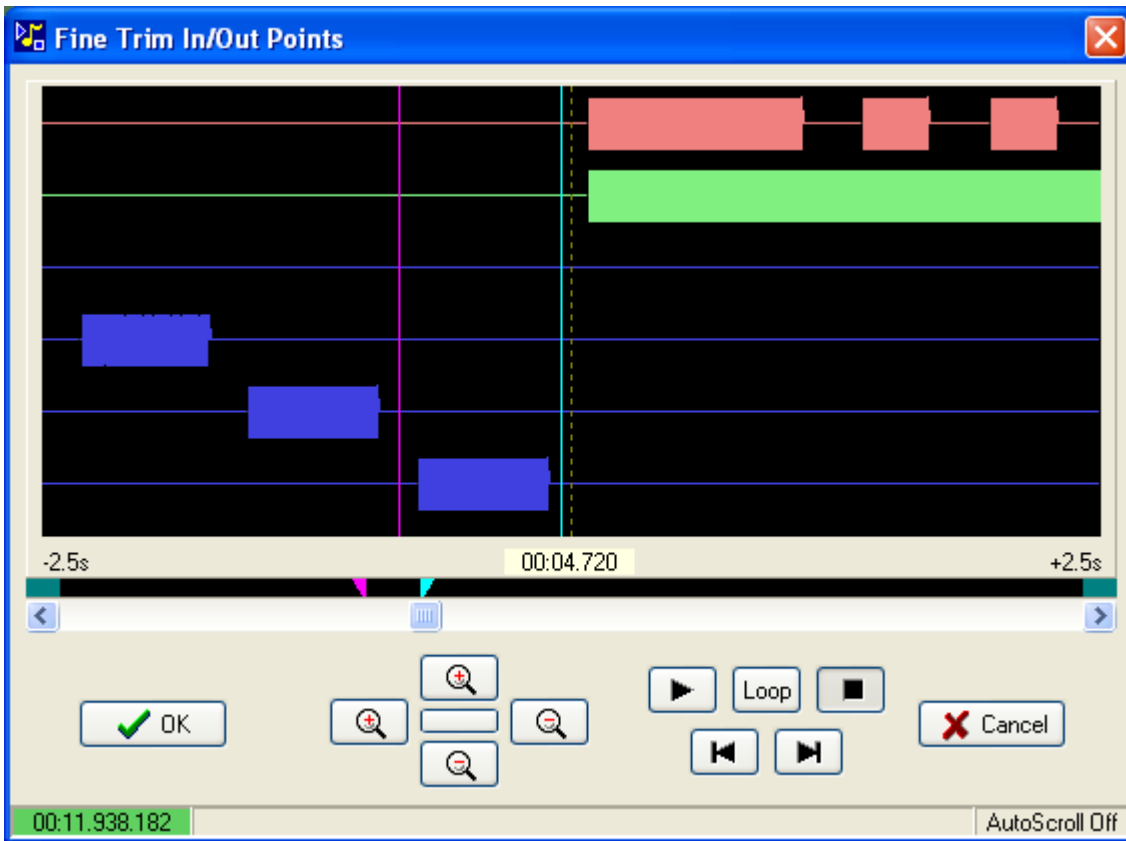 Fine Trim In/Out Points
-2.5s 00:04.720 +2.5s
OK
Loop
Cancel
00:11.938.182 AutoScroll Off